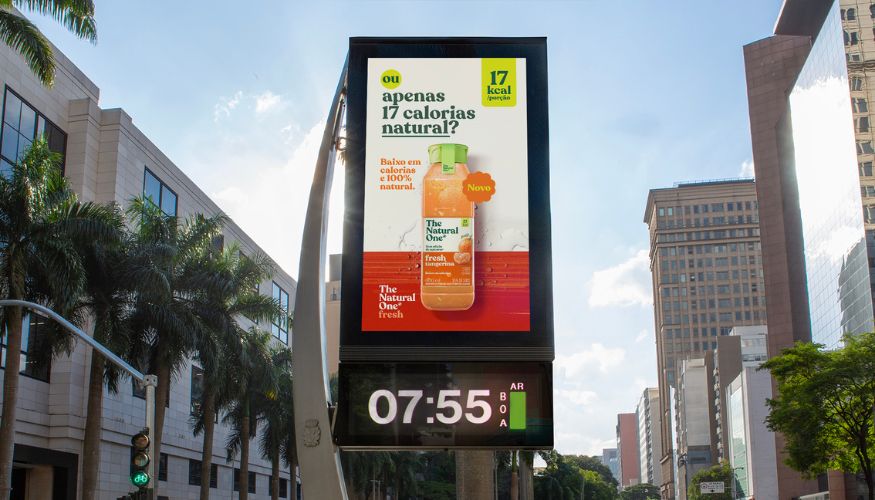 ou
apenas
17 calorias
natural?
17
kcal
/porção
Baixo em
calorias
e 100%
natural.
Novo
The
Natural
One®
fresh
tangerina
The
Natural
One®
fresh
07:55
AR
BOA